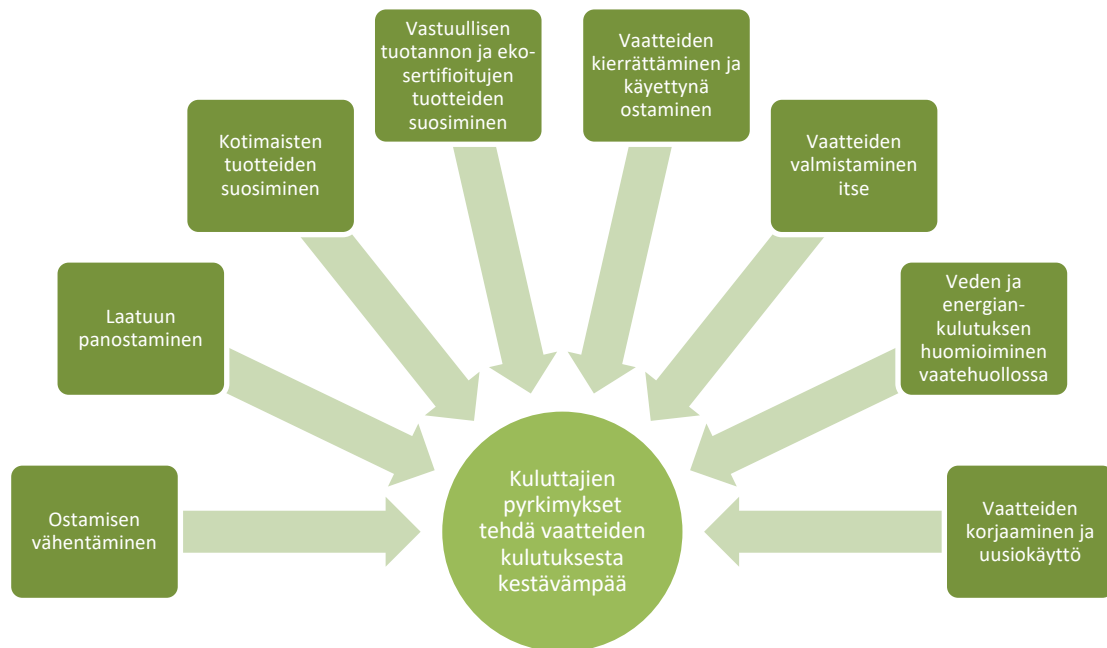 Vastuullisen
tuotannon ja eko-
sertifioitujen
tuotteiden
suosiminen
Vaatteiden
kierrättäminen ja
käyettynä
ostaminen
Kotimaisten
tuotteiden
suosiminen
Vaatteiden
valmistaminen
itse
Laatuun
panostaminen
Veden ja
energian-
kulutuksen
huomioiminen
vaatehuollossa
Ostamisen
vähentäminen
Kuluttajien
pyrkimykset
tehdä vaatteiden
kulutuksesta
kestävämpää
Vaatteiden
korjaaminen ja
uusiokäyttö